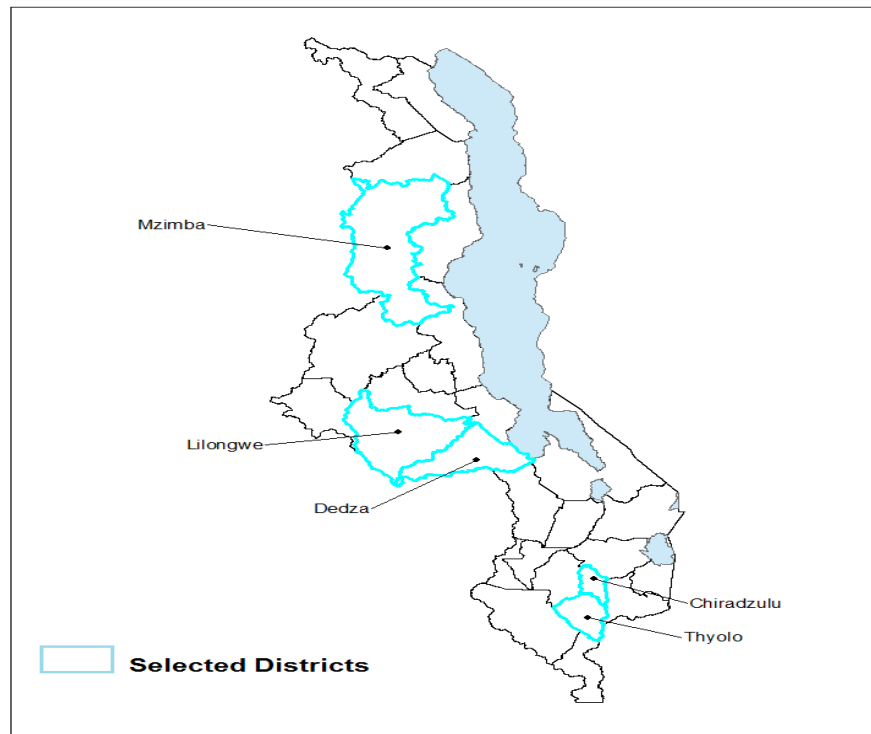 Mzimba
Lilongwe
Dedza
Chiradzulu
Thyolo
Selected Districts